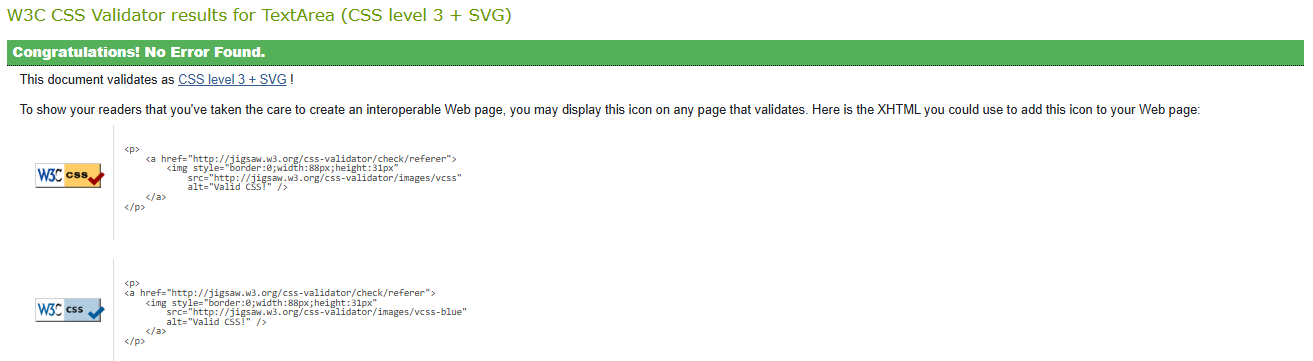 W3C CSS Validator results for TextArea (CSS level 3 + SVG)
Congratulations! No Error Found.
This document validates as CSS level 3 + SVG !
To show your readers that you've taken the care to create an interoperable Web page, you may display this icon on any page that validates. Here is the XHTML you could use to add this icon to your Web page:
W3C css
<p>
<a href="http://jigsaw.w3.org/css-validator/check/referer">
<img style="border:0;width:88px;height:31px"
src="http://jigsaw.w3.org/css-validator/images/vcss"
alt="Valid CSS!" />
</a>
</p>
W3C css
<p>
<a href="http://jigsaw.w3.org/css-validator/check/referer">
<img style="border:0;width:88px;height:31px"
src="http://jigsaw.w3.org/css-validator/images/vcss-blue"
alt="Valid CSS!" />
</a>
</p>